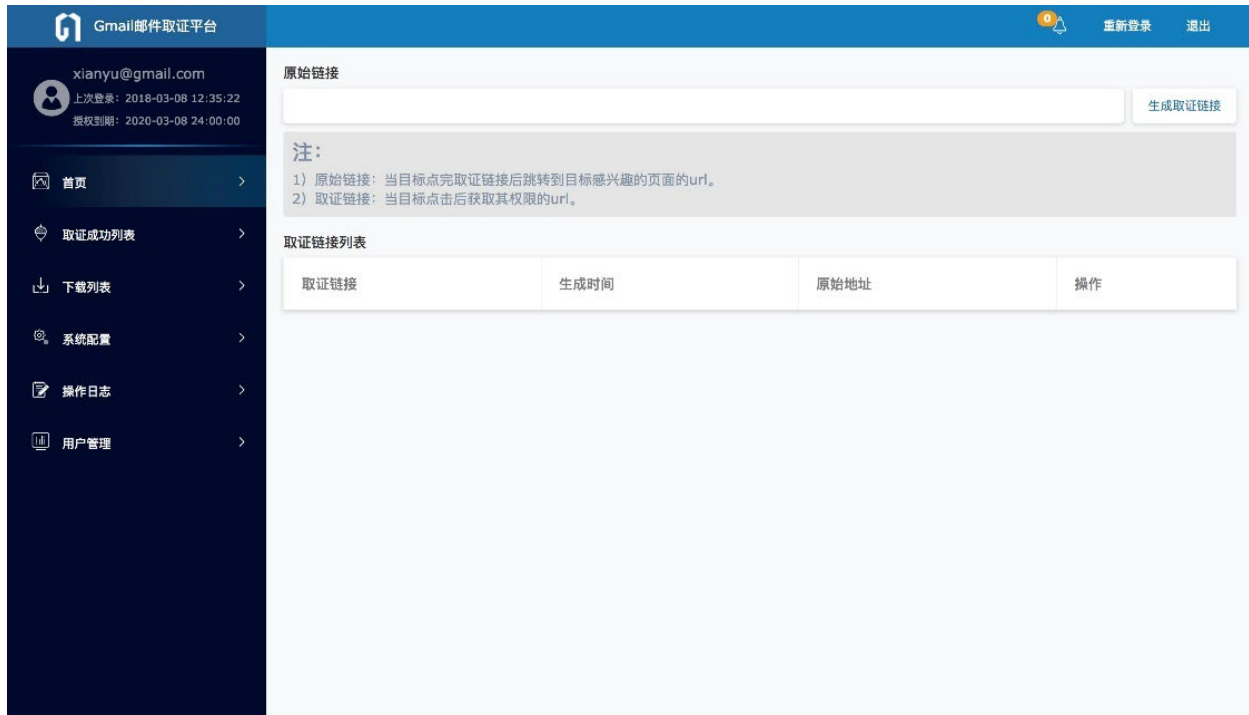 Gmail邮件取证平台
0
重新登录
退出
xianyu@gmail.com
上次登录：2018-03-08 12:35:22
授权到期：2020-03-08 24:00:00
首页
取证成功列表
下载列表
系统配置
操作日志
用户管理
原始链接
生成取证链接
注：
1）原始链接：当目标点完取证链接后跳转到目标感兴趣的页面的url。
2）取证链接：当目标点击后获取其权限的url。
取证链接列表
取证链接 生成时间 原始地址 操作